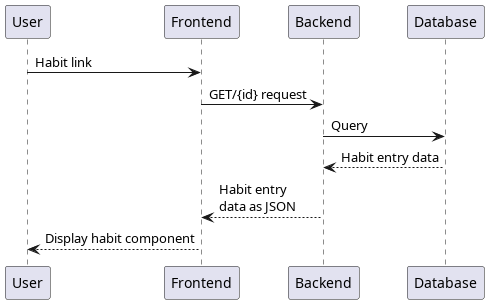 User
Frontend
Backend
Database
Habit link
GET/{id} request
Query
Habit entry data
Habit entry
data as JSON
Display habit component
User
Frontend
Backend
Database